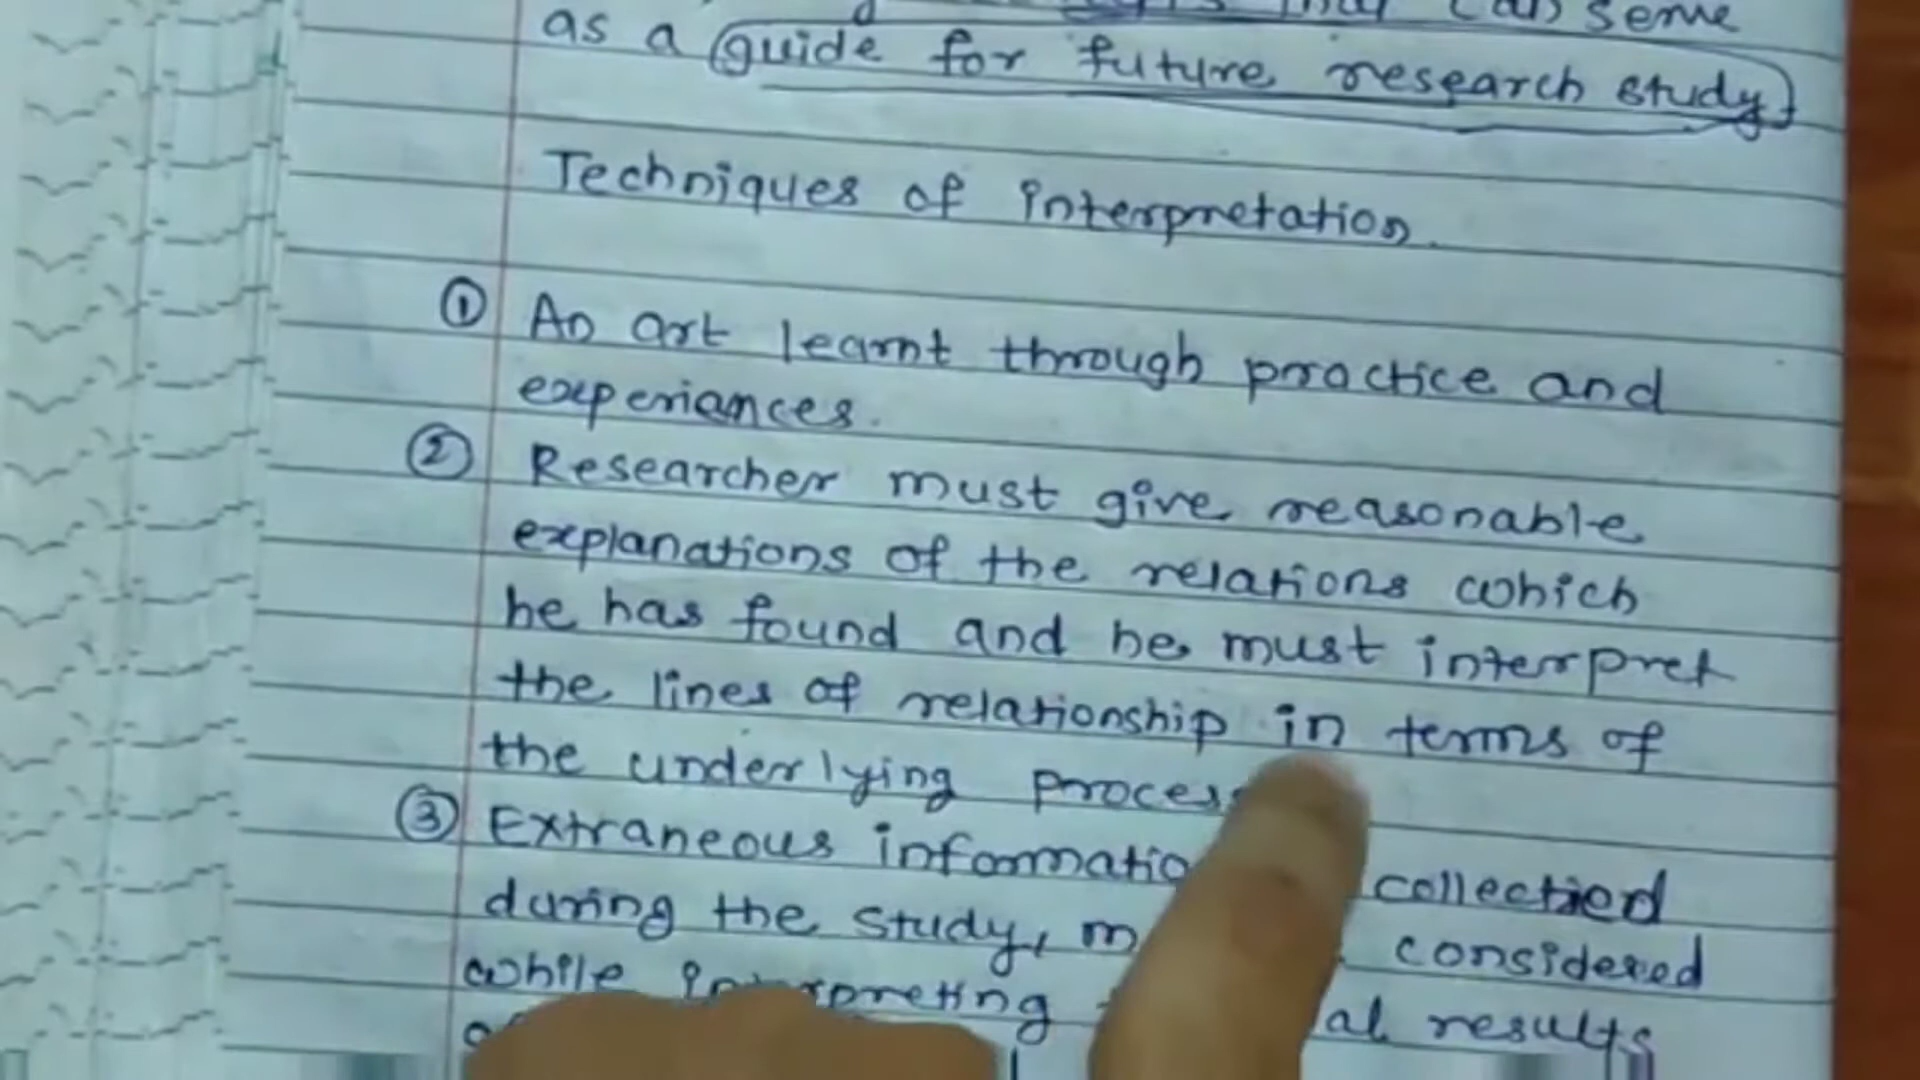 can serve
as a guide for future research study
Techniques of interpretation.
① An art learnt through practice and
experiances.
② Researcher must give reasonable
explanations of the relations which
he has found and he must interpret
the lines of relationship in terms of
the underlying
③ Extraneous collected
during the study, considered
while results